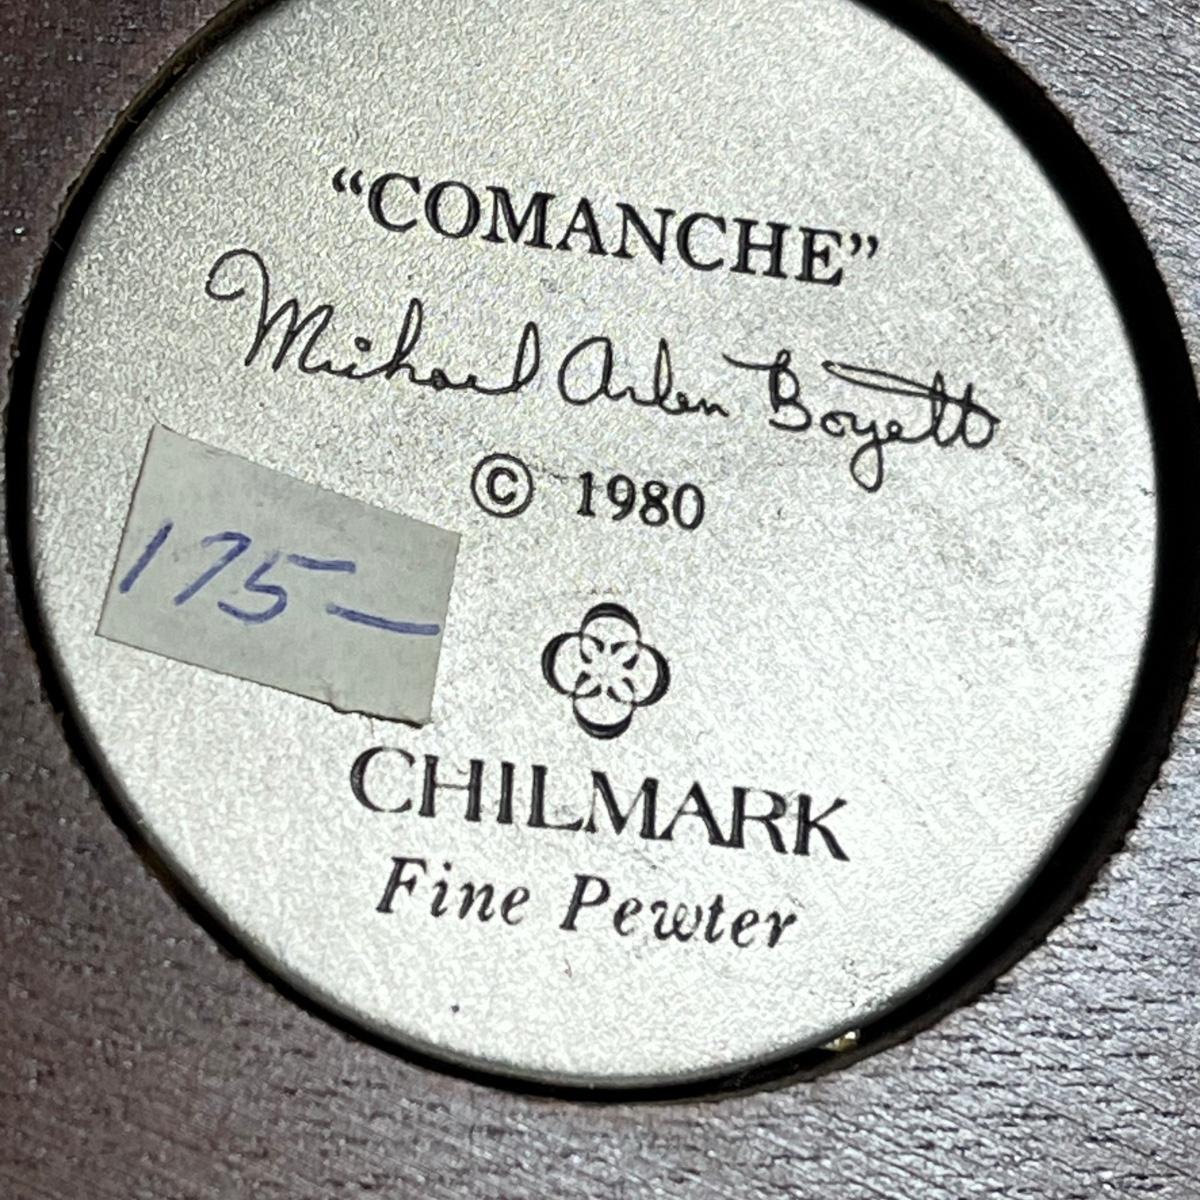 “COMANCHE”
Michael Arlen Boyett
© 1980
175—
CHILMARK
Fine Pewter